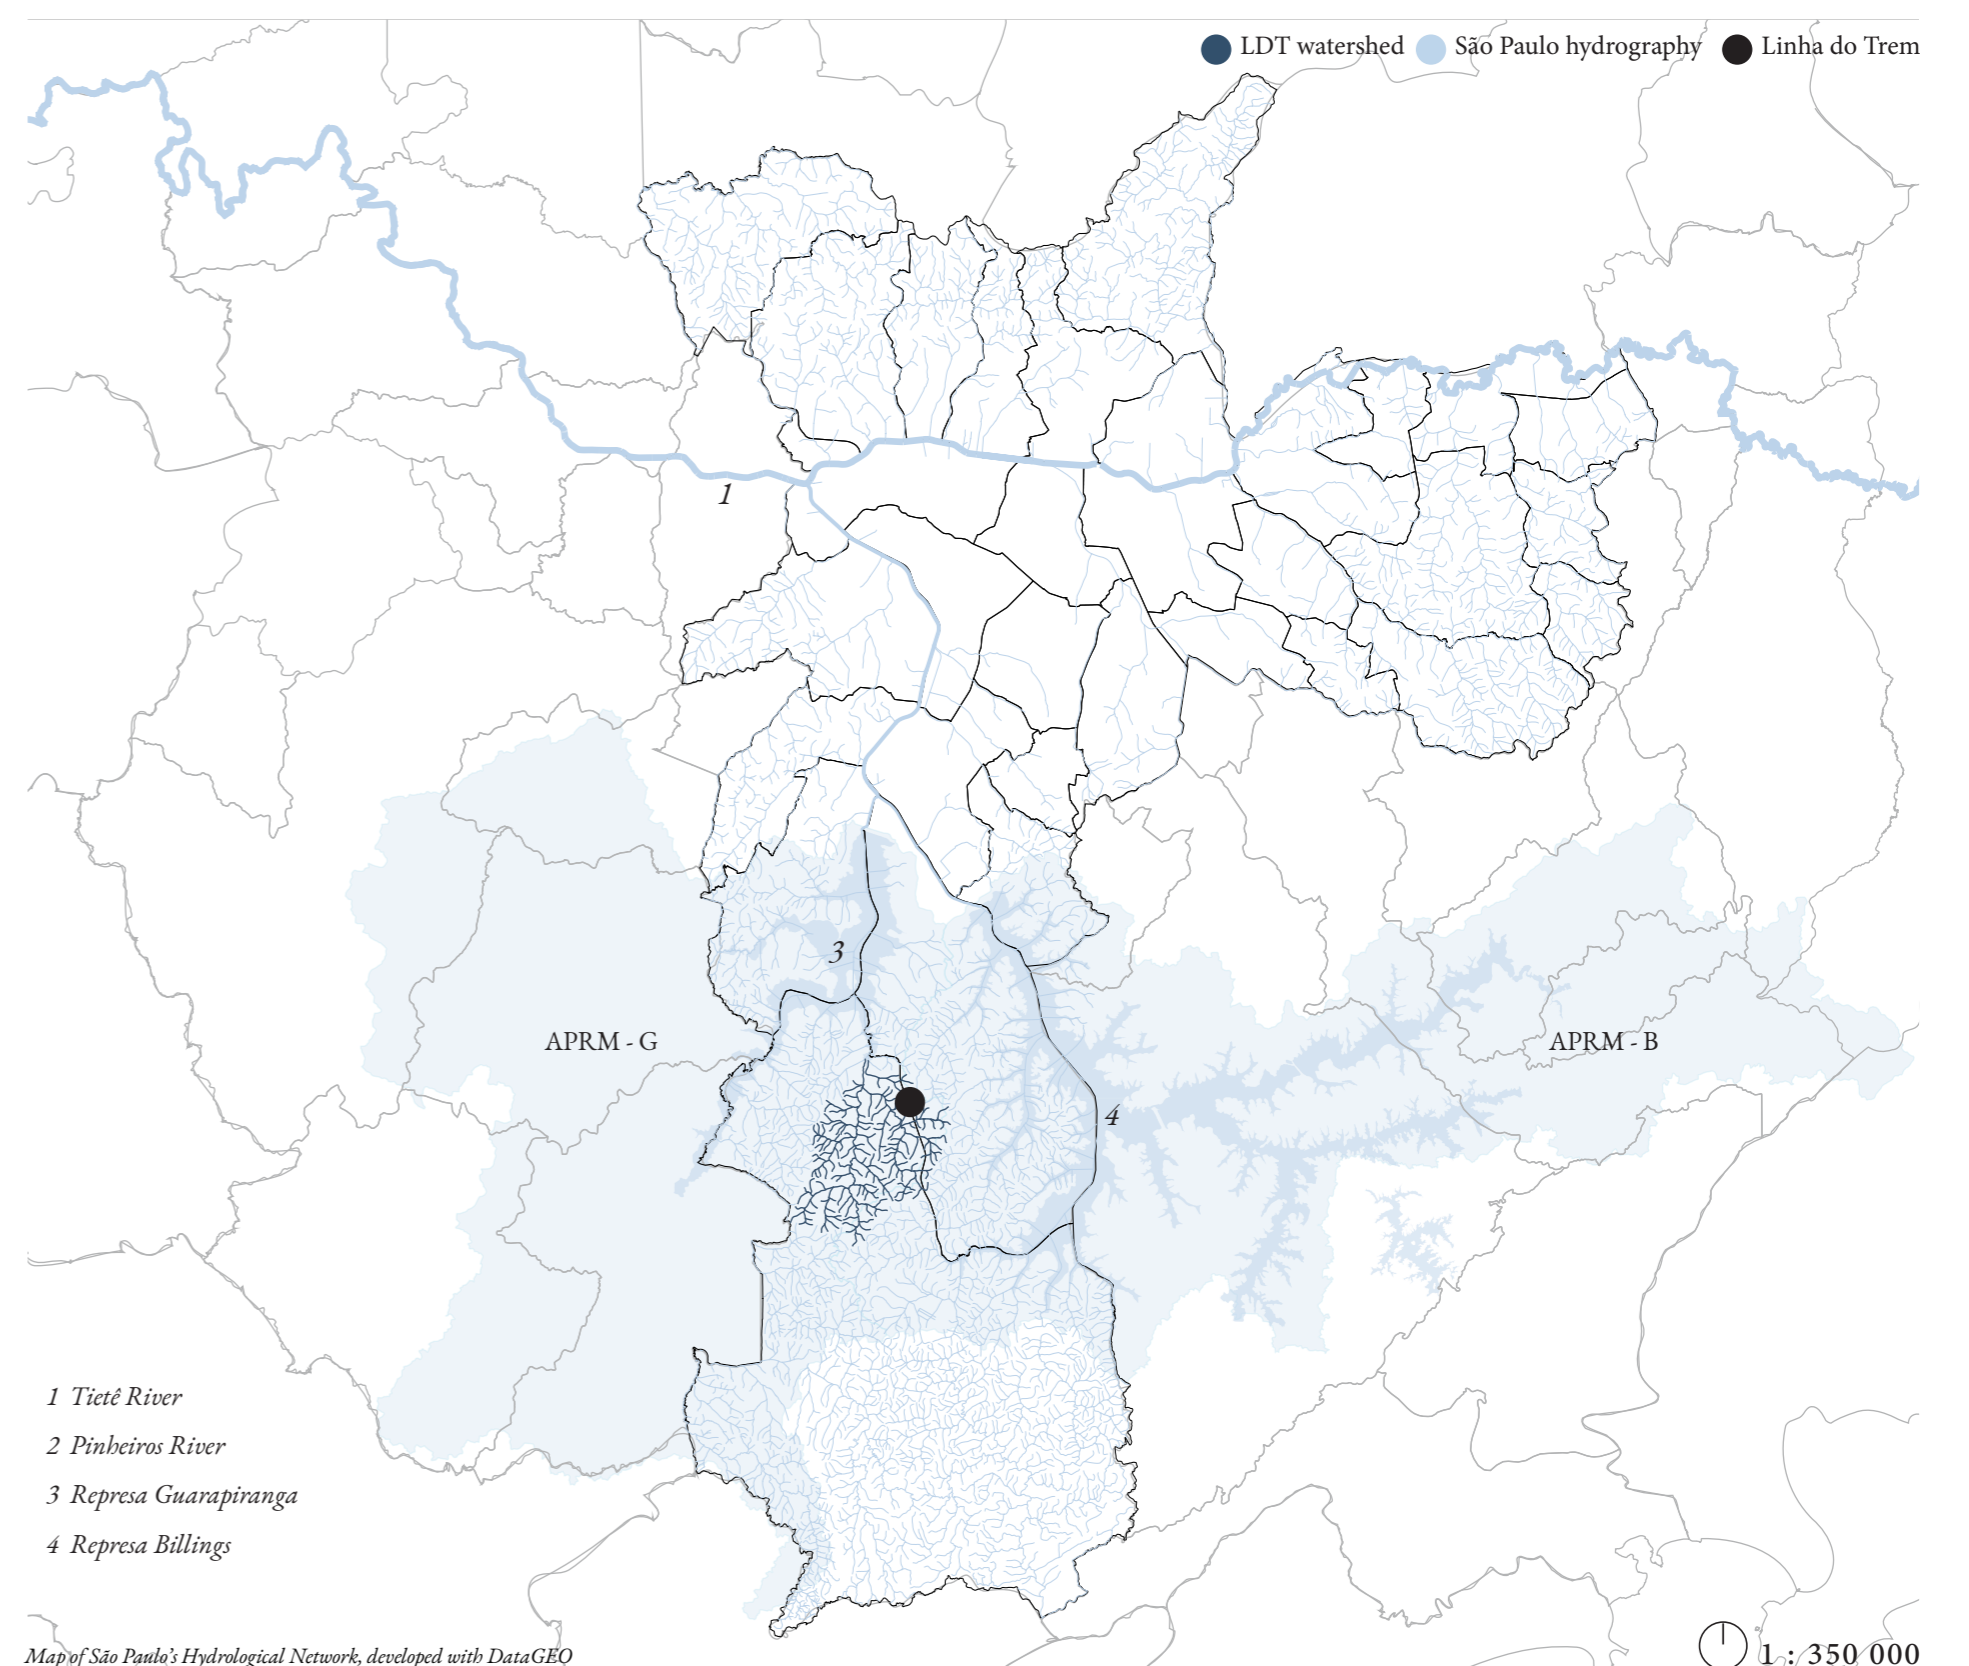 LDT watershed São Paulo hydrography Linha do Trem
1
3
APRM - G
APRM - B
4
1 Tietê River
2 Pinheiros River
3 Represa Guarapiranga
4 Represa Billings
Map of São Paulo's Hydrological Network, developed with DataGEO
1 : 350 000